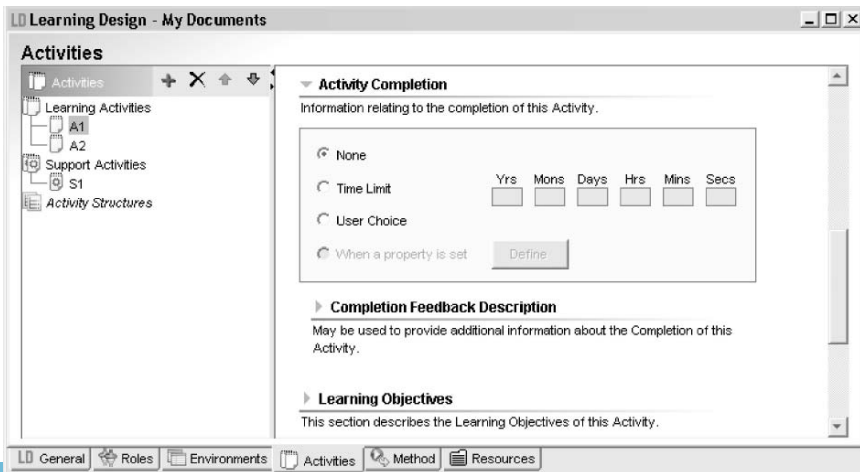 LD Learning Design - My Documents
Activities
Activities
Learning Activities
A1
A2
Support Activities
S1
Activity Structures
Activity Completion
Information relating to the completion of this Activity.
None
Yrs Mons Days Hrs Mins Secs
Time Limit
User Choice
When a property is set Define
Completion Feedback Description
May be used to provide additional information about the Completion of this
Activity.
Learning Objectives
This section describes the Learning Objectives of this Activity.
LD General Roles Environments Activities Method Resources